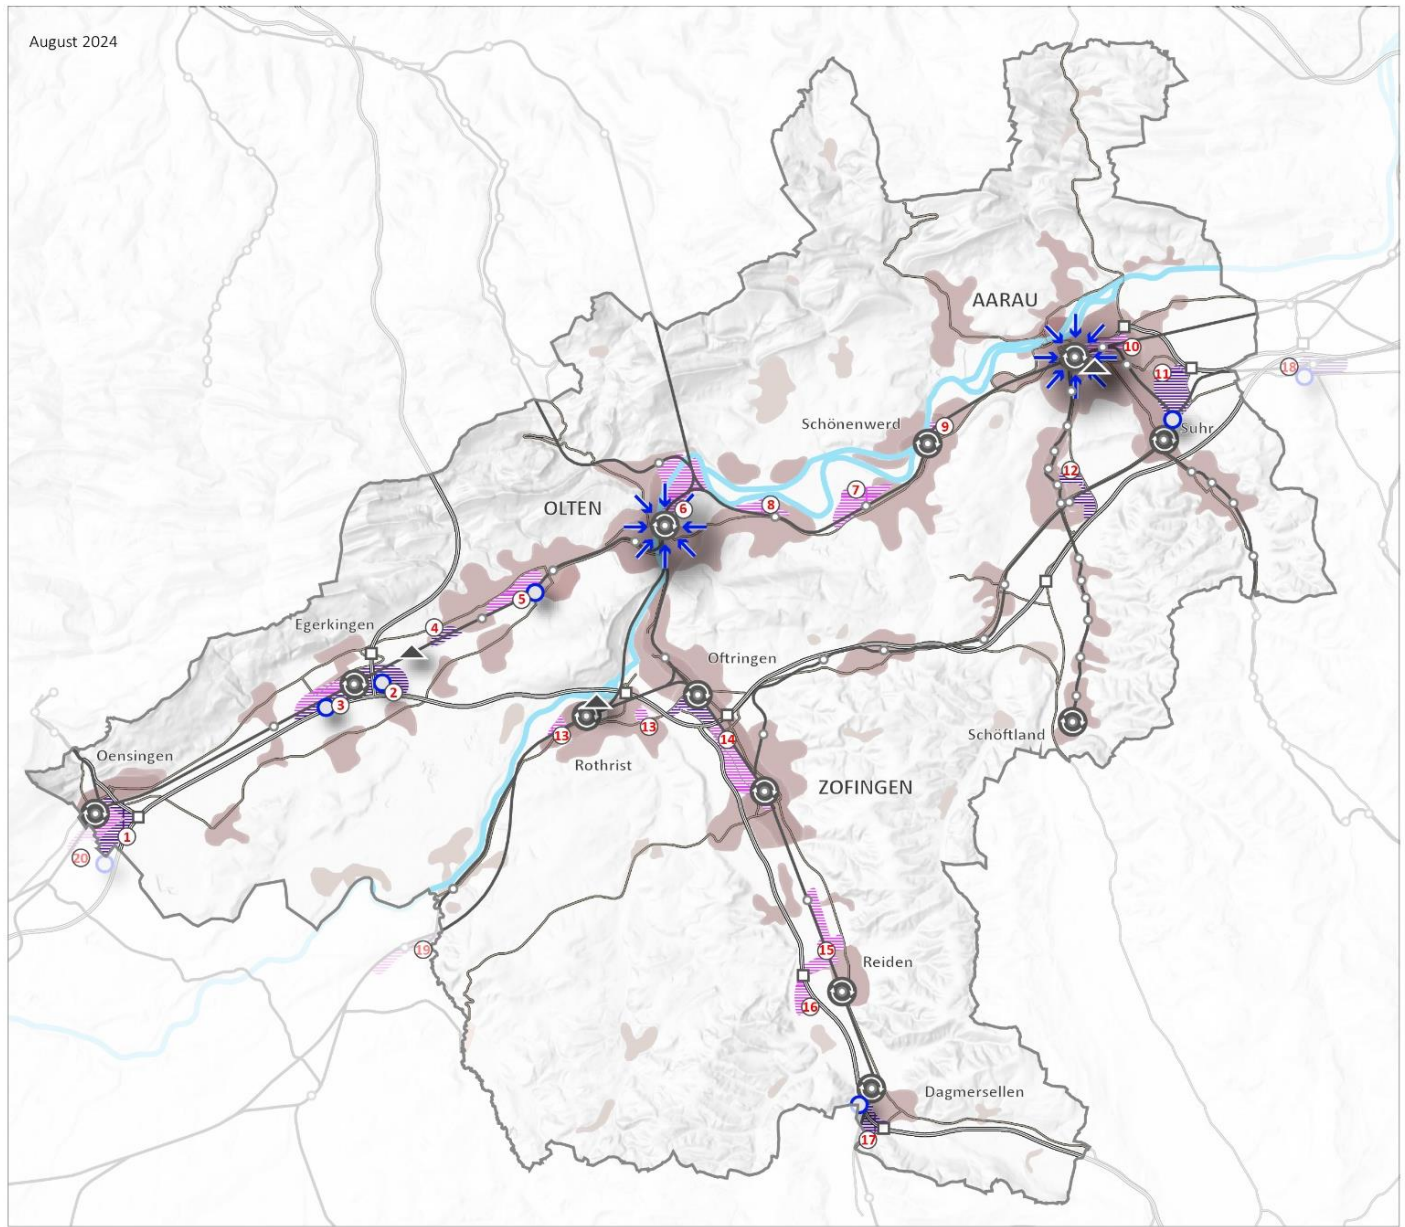 August 2024
AARAU
10
11
18
Schönenwerd
9
Suhr
12
7
8
6
OLTEN
5
Egerkingen
4
Oftringen
2
3
13
13
14
Schöftland
Oensingen
Rothrist
ZOFINGEN
1
20
19
15
Reiden
16
Dagmersellen
17